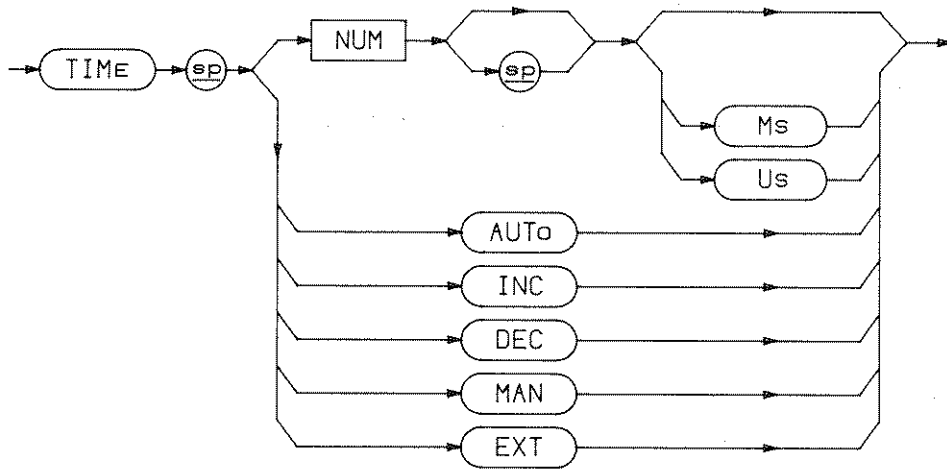 TIME sp NUM
sp
Ms
Us
AUTO
INC
DEC
MAN
EXT